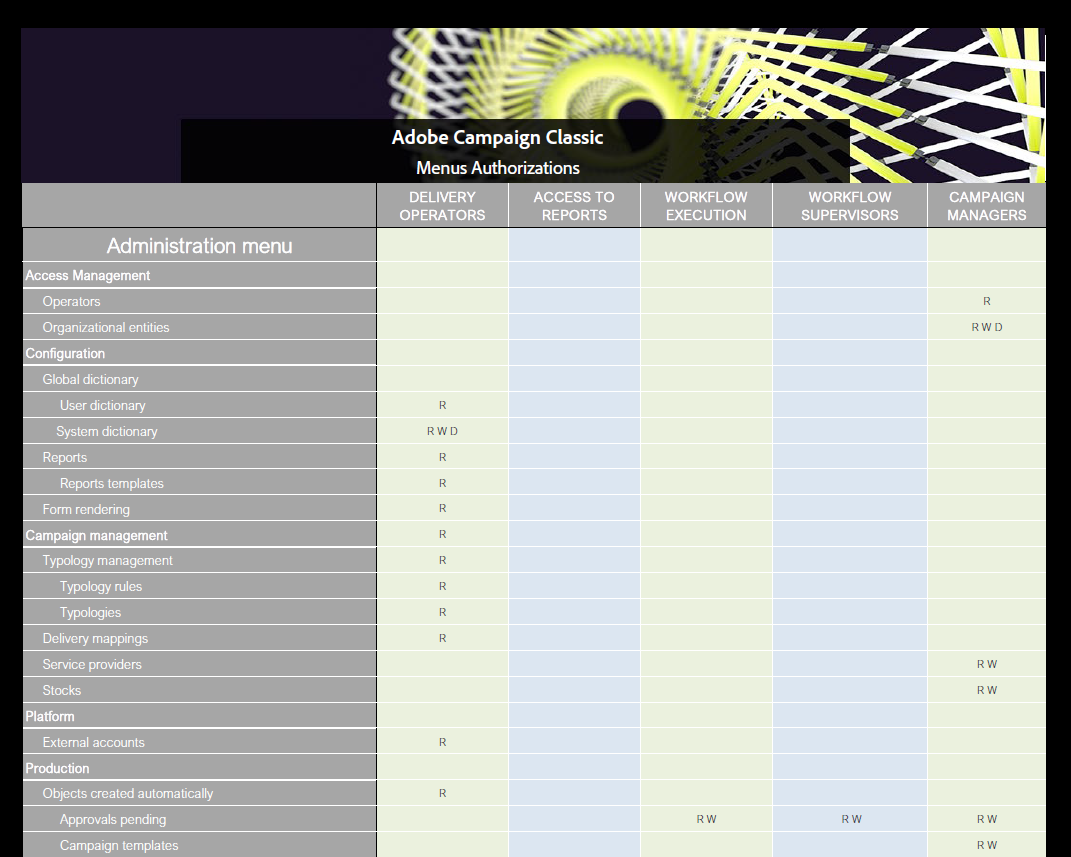 Adobe Campaign Classic
Menus Authorizations
DELIVERY OPERATORS ACCESS TO REPORTS WORKFLOW EXECUTION WORKFLOW SUPERVISORS CAMPAIGN MANAGERS
Administration menu
Access Management
Operators R
Organizational entities R W D
Configuration
Global dictionary
User dictionary R
System dictionary R W D
Reports R
Reports templates R
Form rendering R
Campaign management R
Typology management R
Typology rules R
Typologies R
Delivery mappings R
Service providers R W
Stocks R W
Platform
External accounts R
Production
Objects created automatically R
Approvals pending R W R W R W
Campaign templates R W